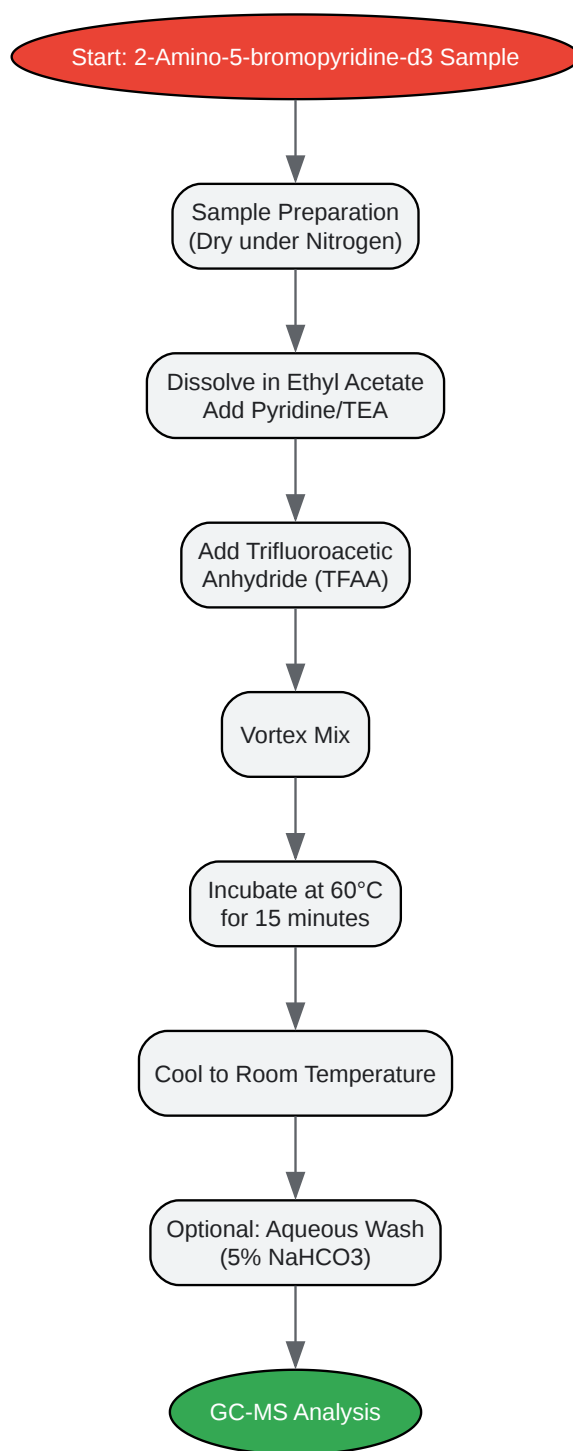 Start: 2-Amino-5-bromopyridine-d3 Sample
Sample Preparation
(Dry under Nitrogen)
Dissolve in Ethyl Acetate
Add Pyridine/TEA
Add Trifluoroacetic
Anhydride (TFAA)
Vortex Mix
Incubate at 60°C
for 15 minutes
Cool to Room Temperature
Optional: Aqueous Wash
(5% NaHCO3)
GC-MS Analysis